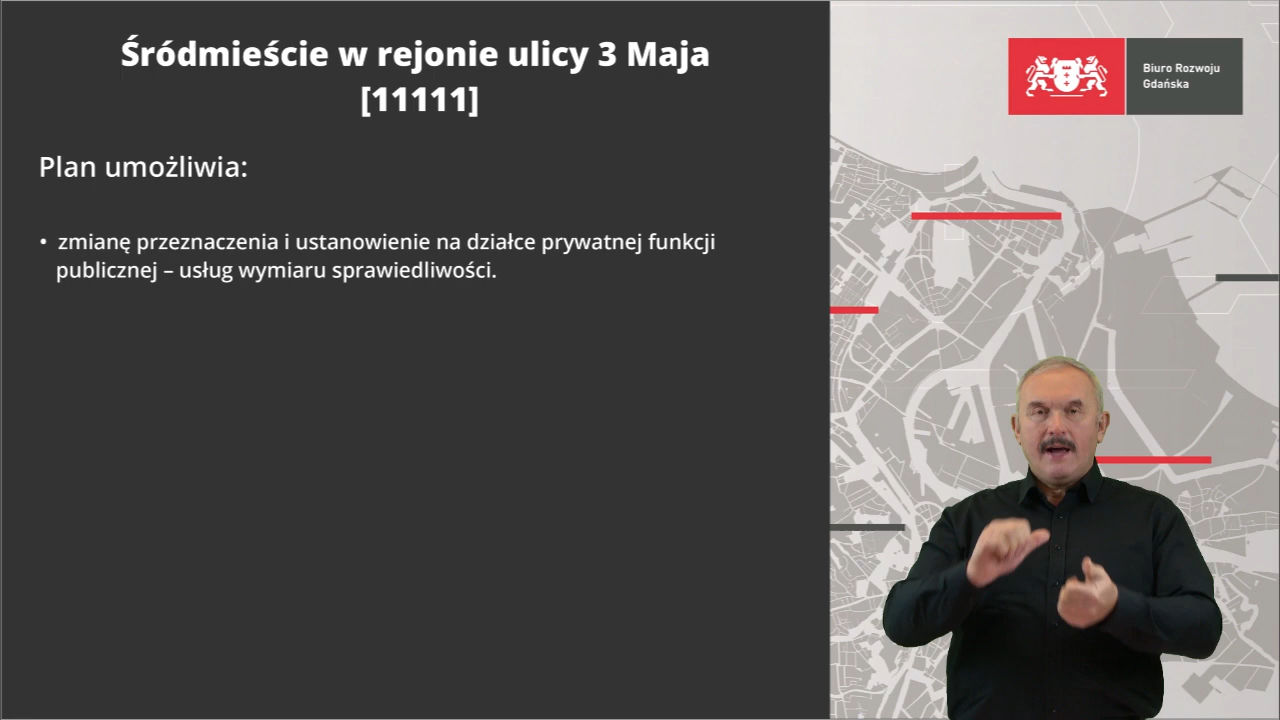 Śródmieście w rejonie ulicy 3 Maja
[11111]
Biuro Rozwoju
Gdańska
Plan umożliwia:
• zmianę przeznaczenia i ustanowienie na działce prywatnej funkcji
publicznej – usług wymiaru sprawiedliwości.